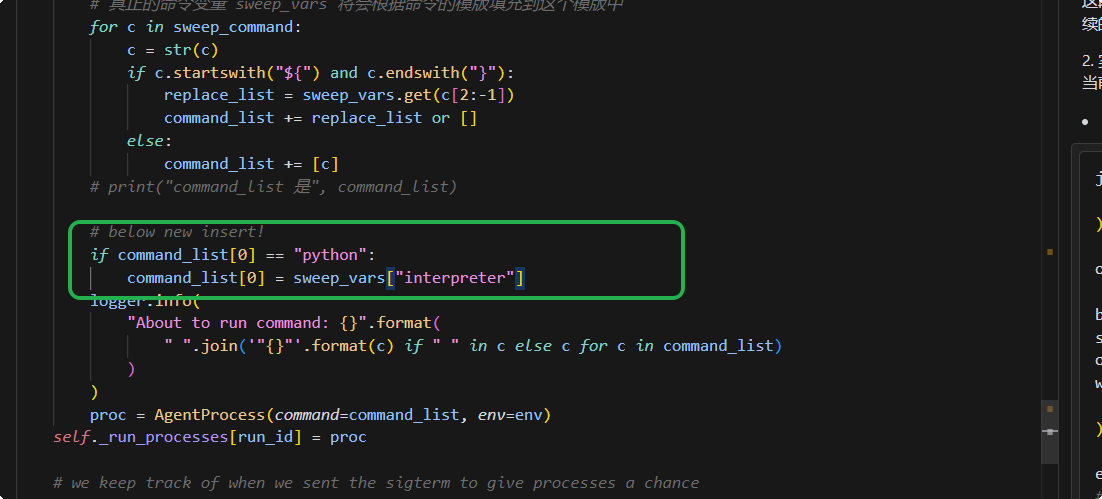 # 真正的命令变量 sweep_vars 将会根据命令的模版填充到这个模版中
for c in sweep_command:
    c = str(c)
    if c.startswith("${") and c.endswith("}"):
        replace_list = sweep_vars.get(c[2:-1])
        command_list += replace_list or []
    else:
        command_list += [c]
# print("command_list 是", command_list)
# below new insert!
if command_list[0] == "python":
    command_list[0] = sweep_vars["interpreter"]
logger.info(
    "About to run command: {}".format(
        " ".join('"{}"'.format(c) if " " in c else c for c in command_list)
    )
)
proc = AgentProcess(command=command_list, env=env)
self._run_processes[run_id] = proc
# we keep track of when we sent the sigterm to give processes a chance
续
2.
当
j
)
o
b
s
o
w
)
e